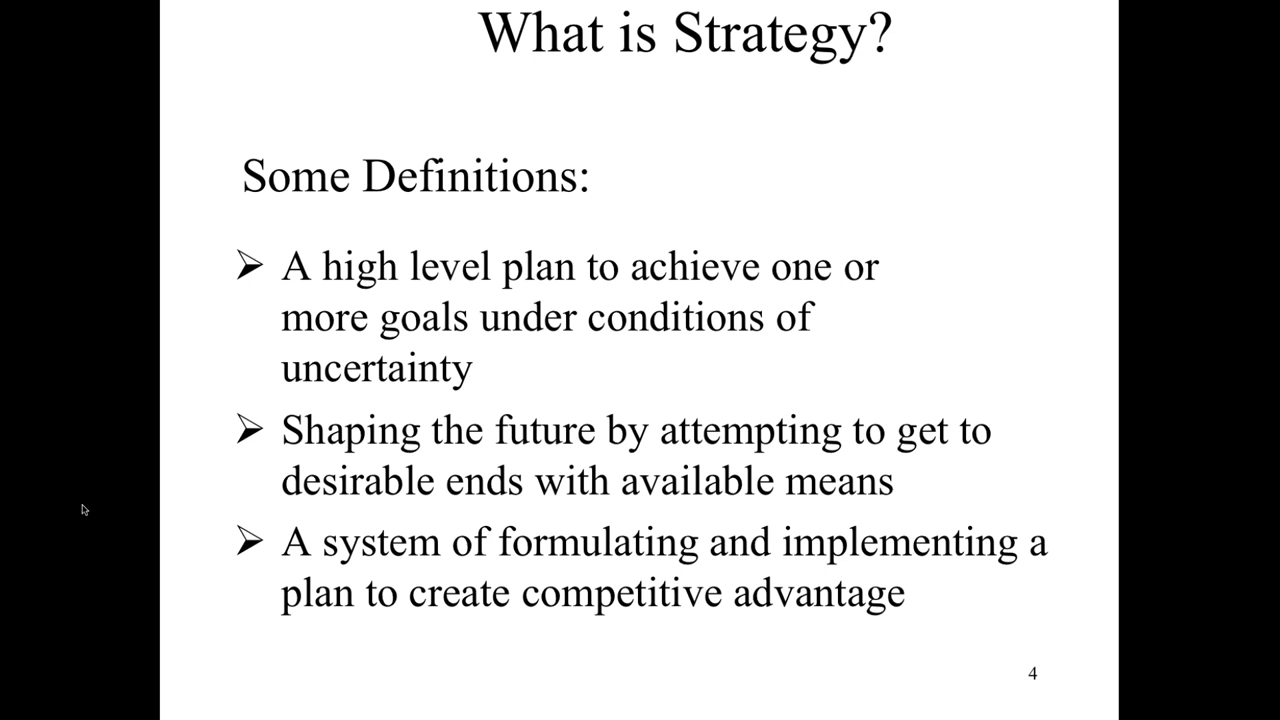 What is Strategy?
Some Definitions:
➢ A high level plan to achieve one or
more goals under conditions of
uncertainty
➢ Shaping the future by attempting to get to
desirable ends with available means
➢ A system of formulating and implementing a
plan to create competitive advantage
4